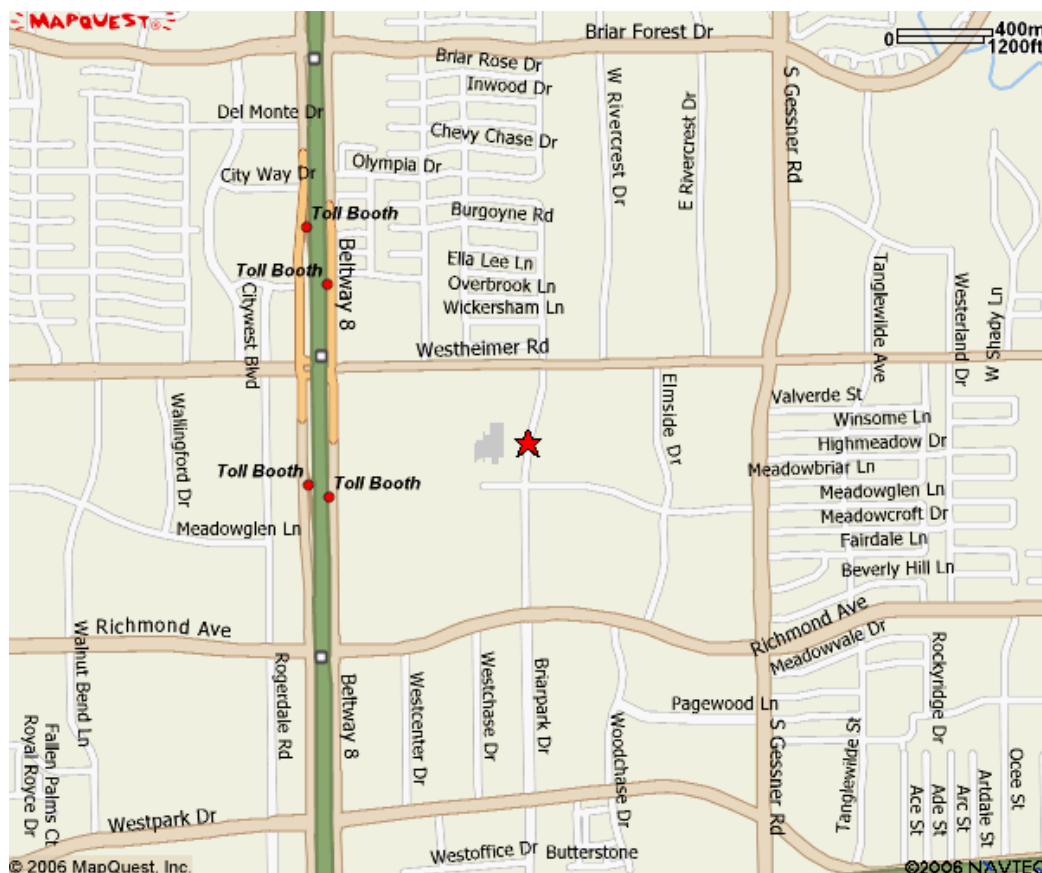 MAPQUEST®
Briar Forest Dr
0
400m
1200ft
Briar Rose Dr
Inwood Dr
Del Monte Dr
Chevy Chase Dr
W Rivercrest Dr
E Rivercrest Dr
S Gessner Rd
Olympia Dr
City Way Dr
Toll Booth
Burgoyne Rd
Beltway 8
Toll Booth
Ella Lee Ln
Overbrook Ln
Wickersham Ln
Citywest Blvd
Tanglewilde Ave
Westerland Dr
W Shady Ln
Westheimer Rd
Wallingford Dr
Elmside Dr
Valverde St
Winsome Ln
Highmeadow Dr
Meadowbriar Ln
Toll Booth
Toll Booth
Meadowglen Ln
Meadowcroft Dr
Meadowglen Ln
Fairdale Ln
Beverly Hill Ln
Richmond Ave
Richmond Ave
Meadowvale Dr
Walnut Bend Ln
Rogerdale Rd
Beltway 8
Westcenter Dr
Westchase Dr
Briarpark Dr
Woodchase Dr
Pagewood Ln
S Gessner Rd
Tanglewilde St
Rockyridge Dr
Ocee St
Fallen Palms Ct
Royal Royce Dr
Ace St
Ade St
Arc St
Artdale St
Westpark Dr
Westoffice Dr
Butterstone
© 2006 MapQuest, Inc.
©2006 NAVTEQ